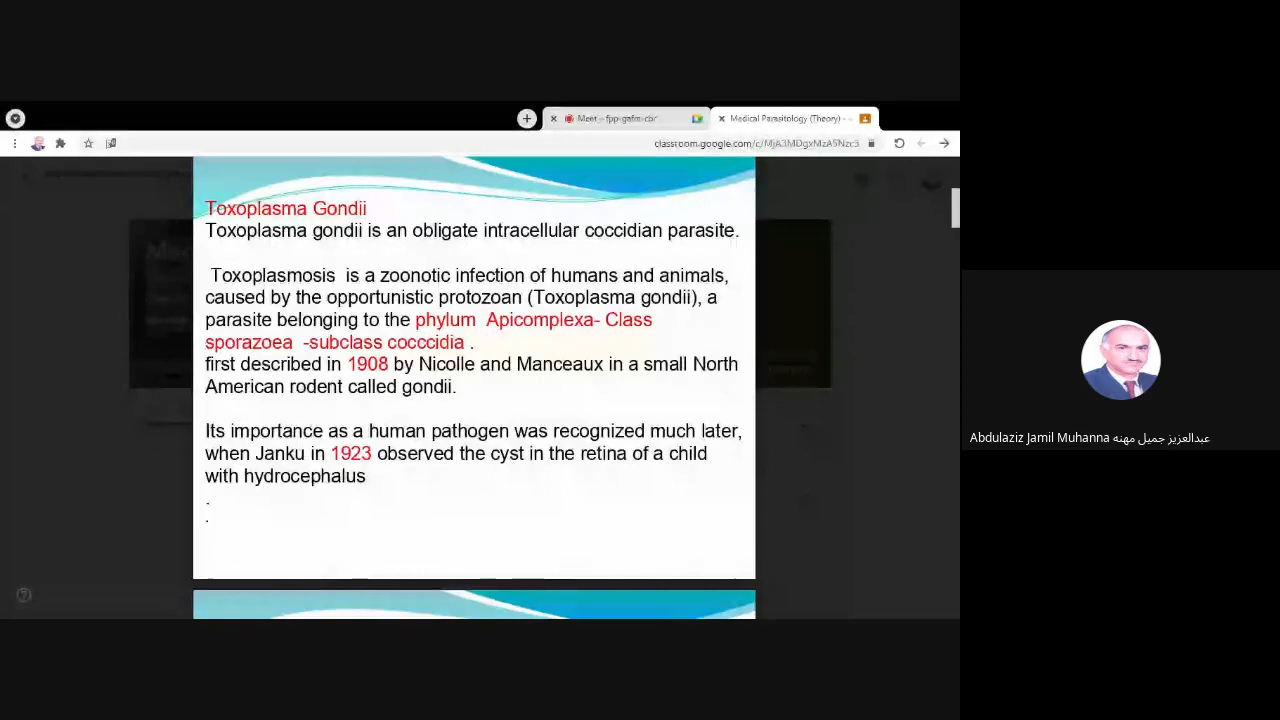 Meet – fpp-gafm-cbr
Medical Parasitology (Theory) -
Toxoplasma Gondii
Toxoplasma gondii is an obligate intracellular coccidian parasite.
Toxoplasmosis is a zoonotic infection of humans and animals,
caused by the opportunistic protozoan (Toxoplasma gondii), a
parasite belonging to the phylum Apicomplexa- Class
sporazoea -subclass cocccidia .
first described in 1908 by Nicolle and Manceaux in a small North
American rodent called gondii.
Its importance as a human pathogen was recognized much later,
when Janku in 1923 observed the cyst in the retina of a child
with hydrocephalus
Abdulaziz Jamil Muhanna عبدالعزيز جميل مهنه